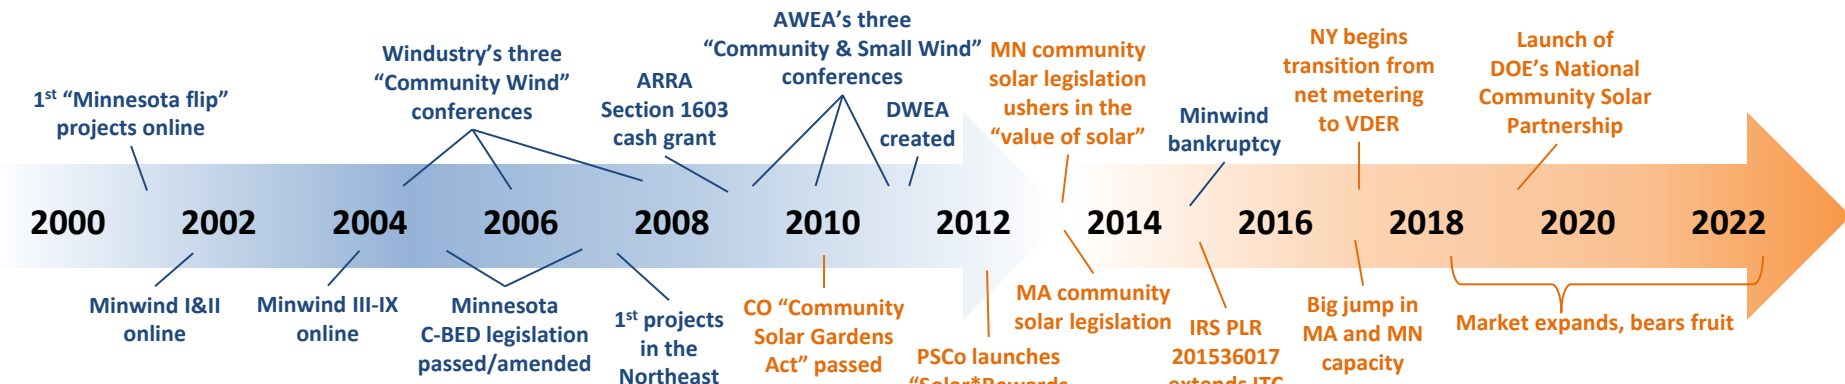 1st “Minnesota flip”
projects online
Windustry’s three
“Community Wind”
conferences
ARRA
Section 1603
cash grant
AWEA’s three
“Community & Small Wind”
conferences
DWEA
created
MN community
solar legislation
ushers in the
“value of solar”
Minwind
bankruptcy
NY begins
transition from
net metering
to VDER
Launch of
DOE’s National
Community Solar
Partnership
2000 2002 2004 2006 2008 2010 2012 2014 2016 2018 2020 2022
Minwind I&II
online
Minwind III-IX
online
Minnesota
C-BED legislation
passed/amended
1st projects
in the
Northeast
CO “Community
Solar Gardens
Act” passed
PSCo launches
“Solar*Rewards
MA community
solar legislation
IRS PLR
201536017
extends ITC
Big jump in
MA and MN
capacity
Market expands, bears fruit